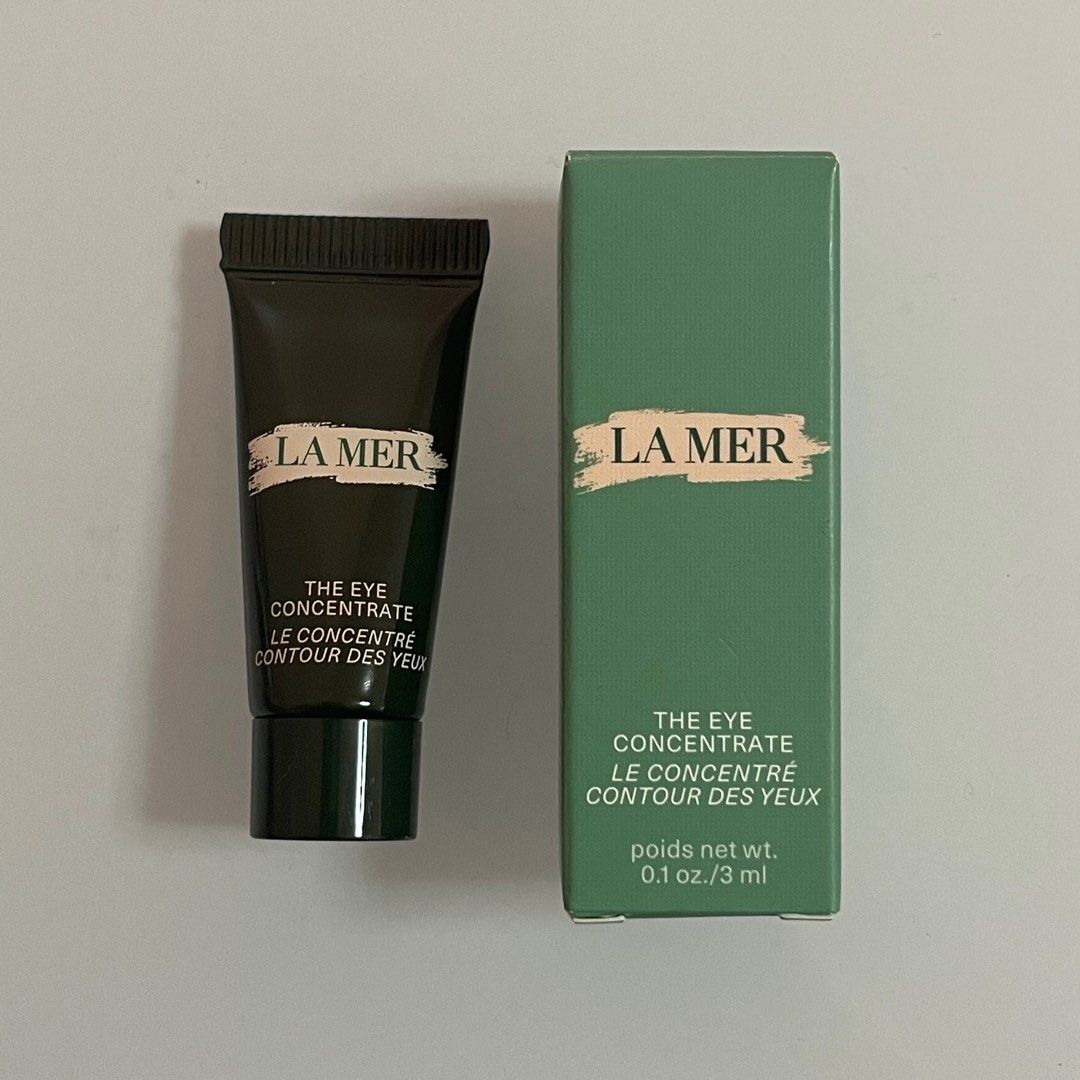 LA MER
THE EYE
CONCENTRATE
LE CONCENTRÉ
CONTOUR DES YEUX
LA MER
THE EYE
CONCENTRATE
LE CONCENTRÉ
CONTOUR DES YEUX
poids net wt.
0.1 oz./3 ml